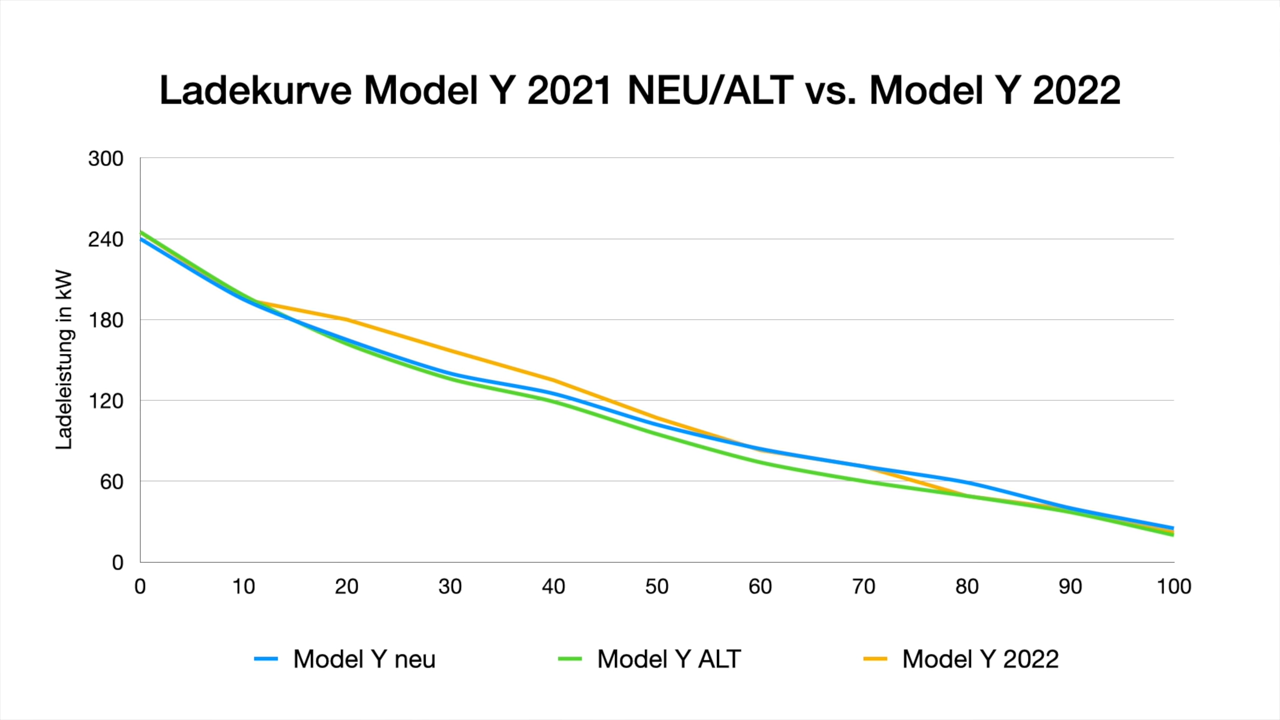 Ladekurve Model Y 2021 NEU/ALT vs. Model Y 2022
Ladeleistung in kW
300
240
180
120
60
0
0 10 20 30 40 50 60 70 80 90 100
Model Y neu Model Y ALT Model Y 2022